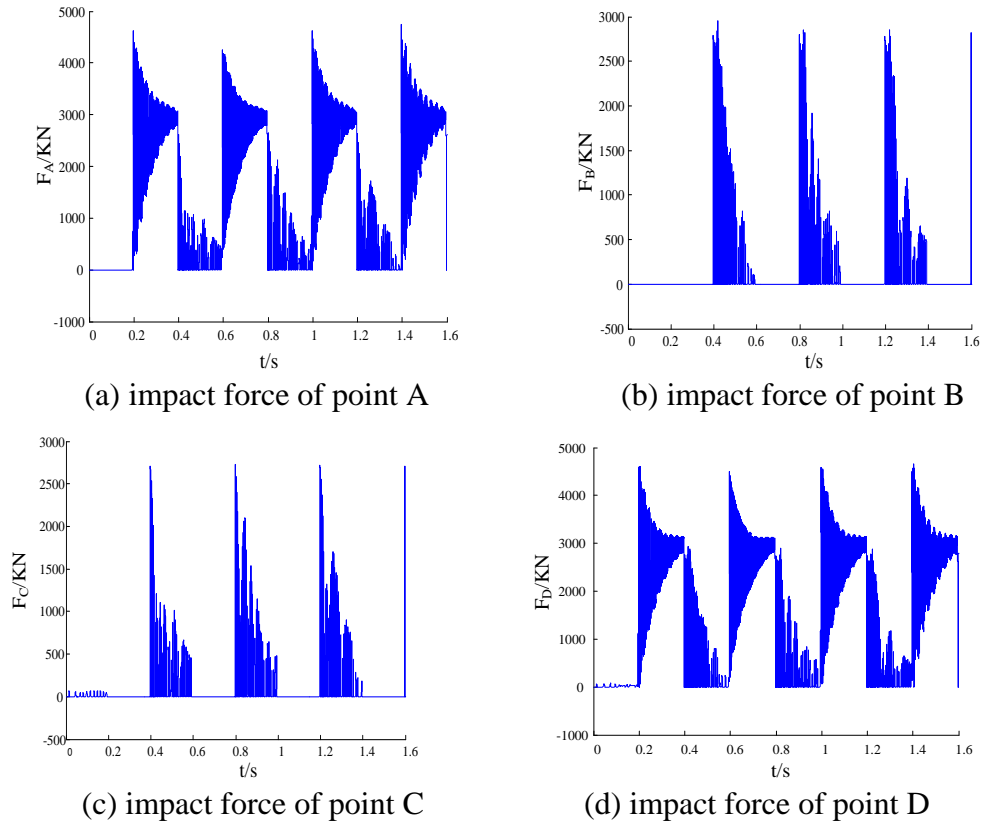 5000
4000
3000
2000
1000
0
-1000
F_A/KN
0 0.2 0.4 0.6 0.8 1 1.2 1.4 1.6
t/s
(a) impact force of point A
3000
2500
2000
1500
1000
500
0
-500
F_B/KN
0 0.2 0.4 0.6 0.8 1 1.2 1.4 1.6
t/s
(b) impact force of point B
3000
2500
2000
1500
1000
500
0
-500
F_C/KN
0 0.2 0.4 0.6 0.8 1 1.2 1.4 1.6
t/s
(c) impact force of point C
5000
4000
3000
2000
1000
0
-1000
F_D/KN
0 0.2 0.4 0.6 0.8 1 1.2 1.4 1.6
t/s
(d) impact force of point D